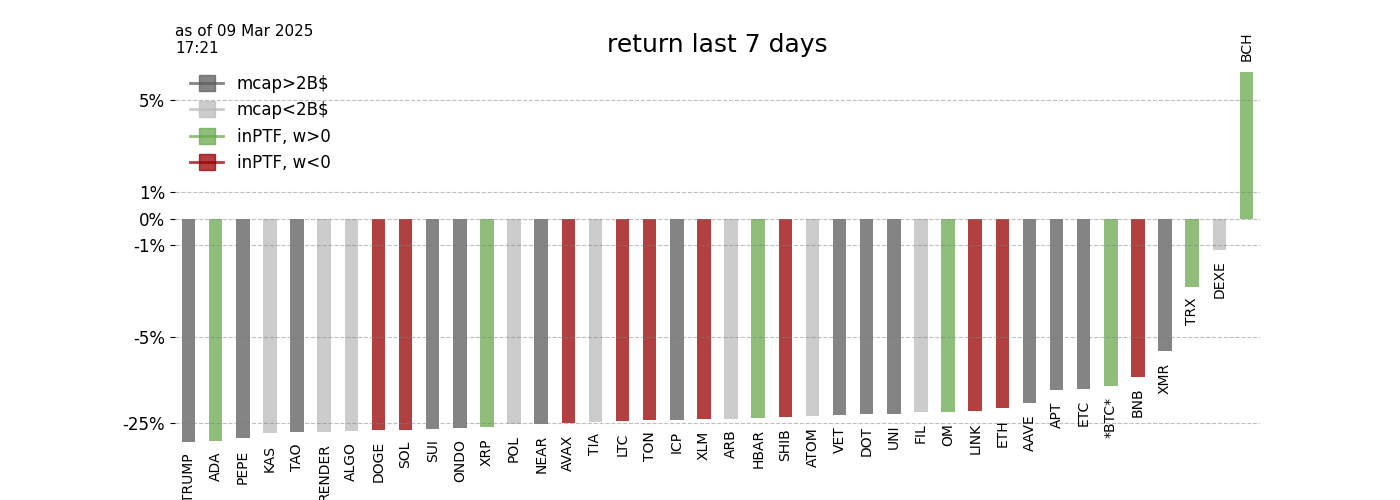 as of 09 Mar 2025
17:21
return last 7 days
mcap>2B$
mcap<2B$
inPTF, w>0
inPTF, w<0
5%
1%
0%
-1%
-5%
-25%
TRUMP
ADA
PEPE
KAS
TAO
RENDER
ALGO
DOGE
SOL
SUI
ONDO
XRP
POL
NEAR
AVAX
TIA
LTC
TON
ICP
XLM
ARB
HBAR
SHIB
ATOM
VET
DOT
UNI
FIL
OM
LINK
ETH
AAVE
APT
ETC
*BTC*
BNB
XMR
TRX
DEXE
BCH